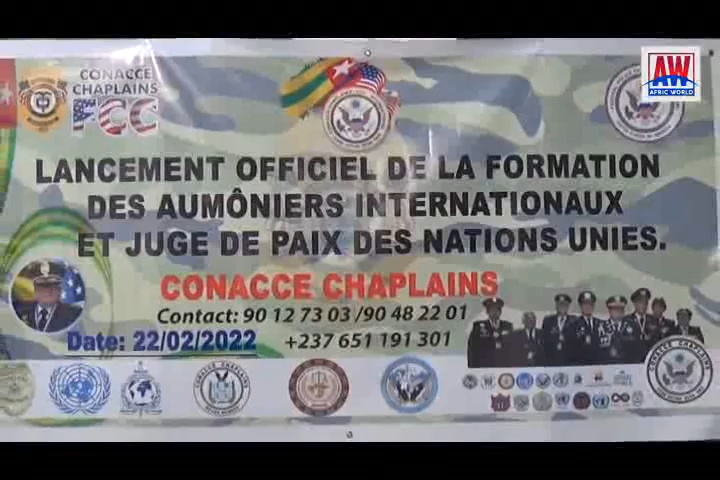 CONACCE
CHAPLAINS
FCC
AW
AFRIC WORLD
LANCEMENT OFFICIEL DE LA FORMATION
DES AUMÔNIERS INTERNATIONAUX
ET JUGE DE PAIX DES NATIONS UNIES.
CONACCE CHAPLAINS
Contact: 90 12 73 03 /90 48 22 01
Date: 22/02/2022 +237 651 191 301
CONACCE CHAPLAINS